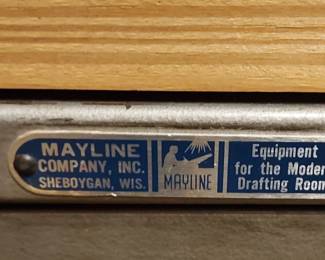 MAYLINE
COMPANY, INC.
SHEBOYGAN, WIS.
MAYLINE
Equipment
for the Moder
Drafting Room